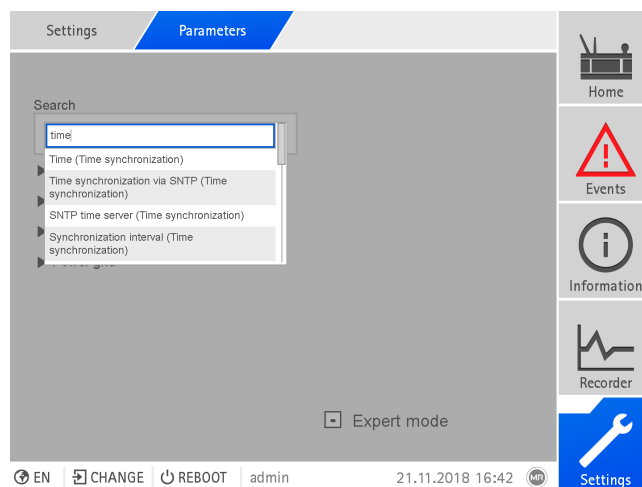 Settings
Parameters
Home
Search
time
Time (Time synchronization)
Time synchronization via SNTP (Time
synchronization)
SNTP time server (Time synchronization)
Synchronization interval (Time
synchronization)
Events
Information
Recorder
Expert mode
EN
CHANGE
REBOOT
admin
21.11.2018 16:42
MR
Settings